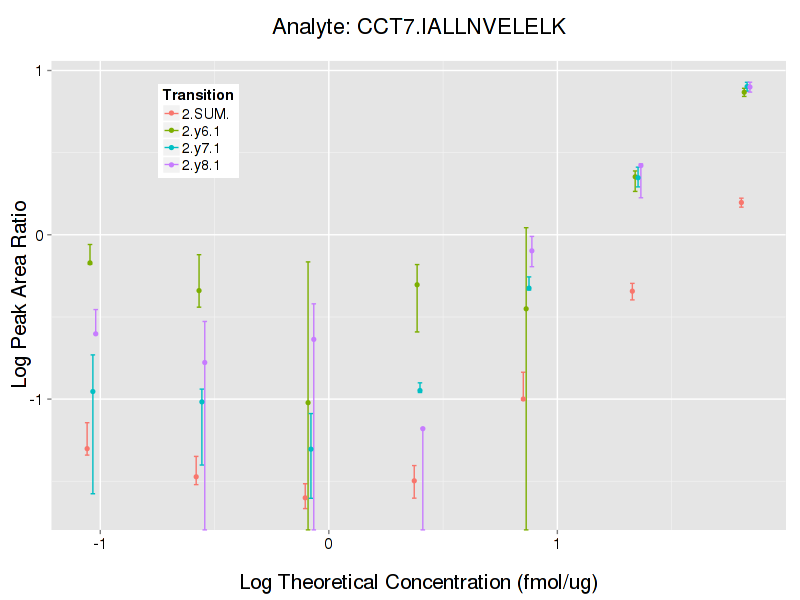 Analyte: CCT7.IALLNVELELK
Transition
2.SUM.
2.y6.1
2.y7.1
2.y8.1
Log Peak Area Ratio
1
0
-1
-1
0
1
Log Theoretical Concentration (fmol/ug)